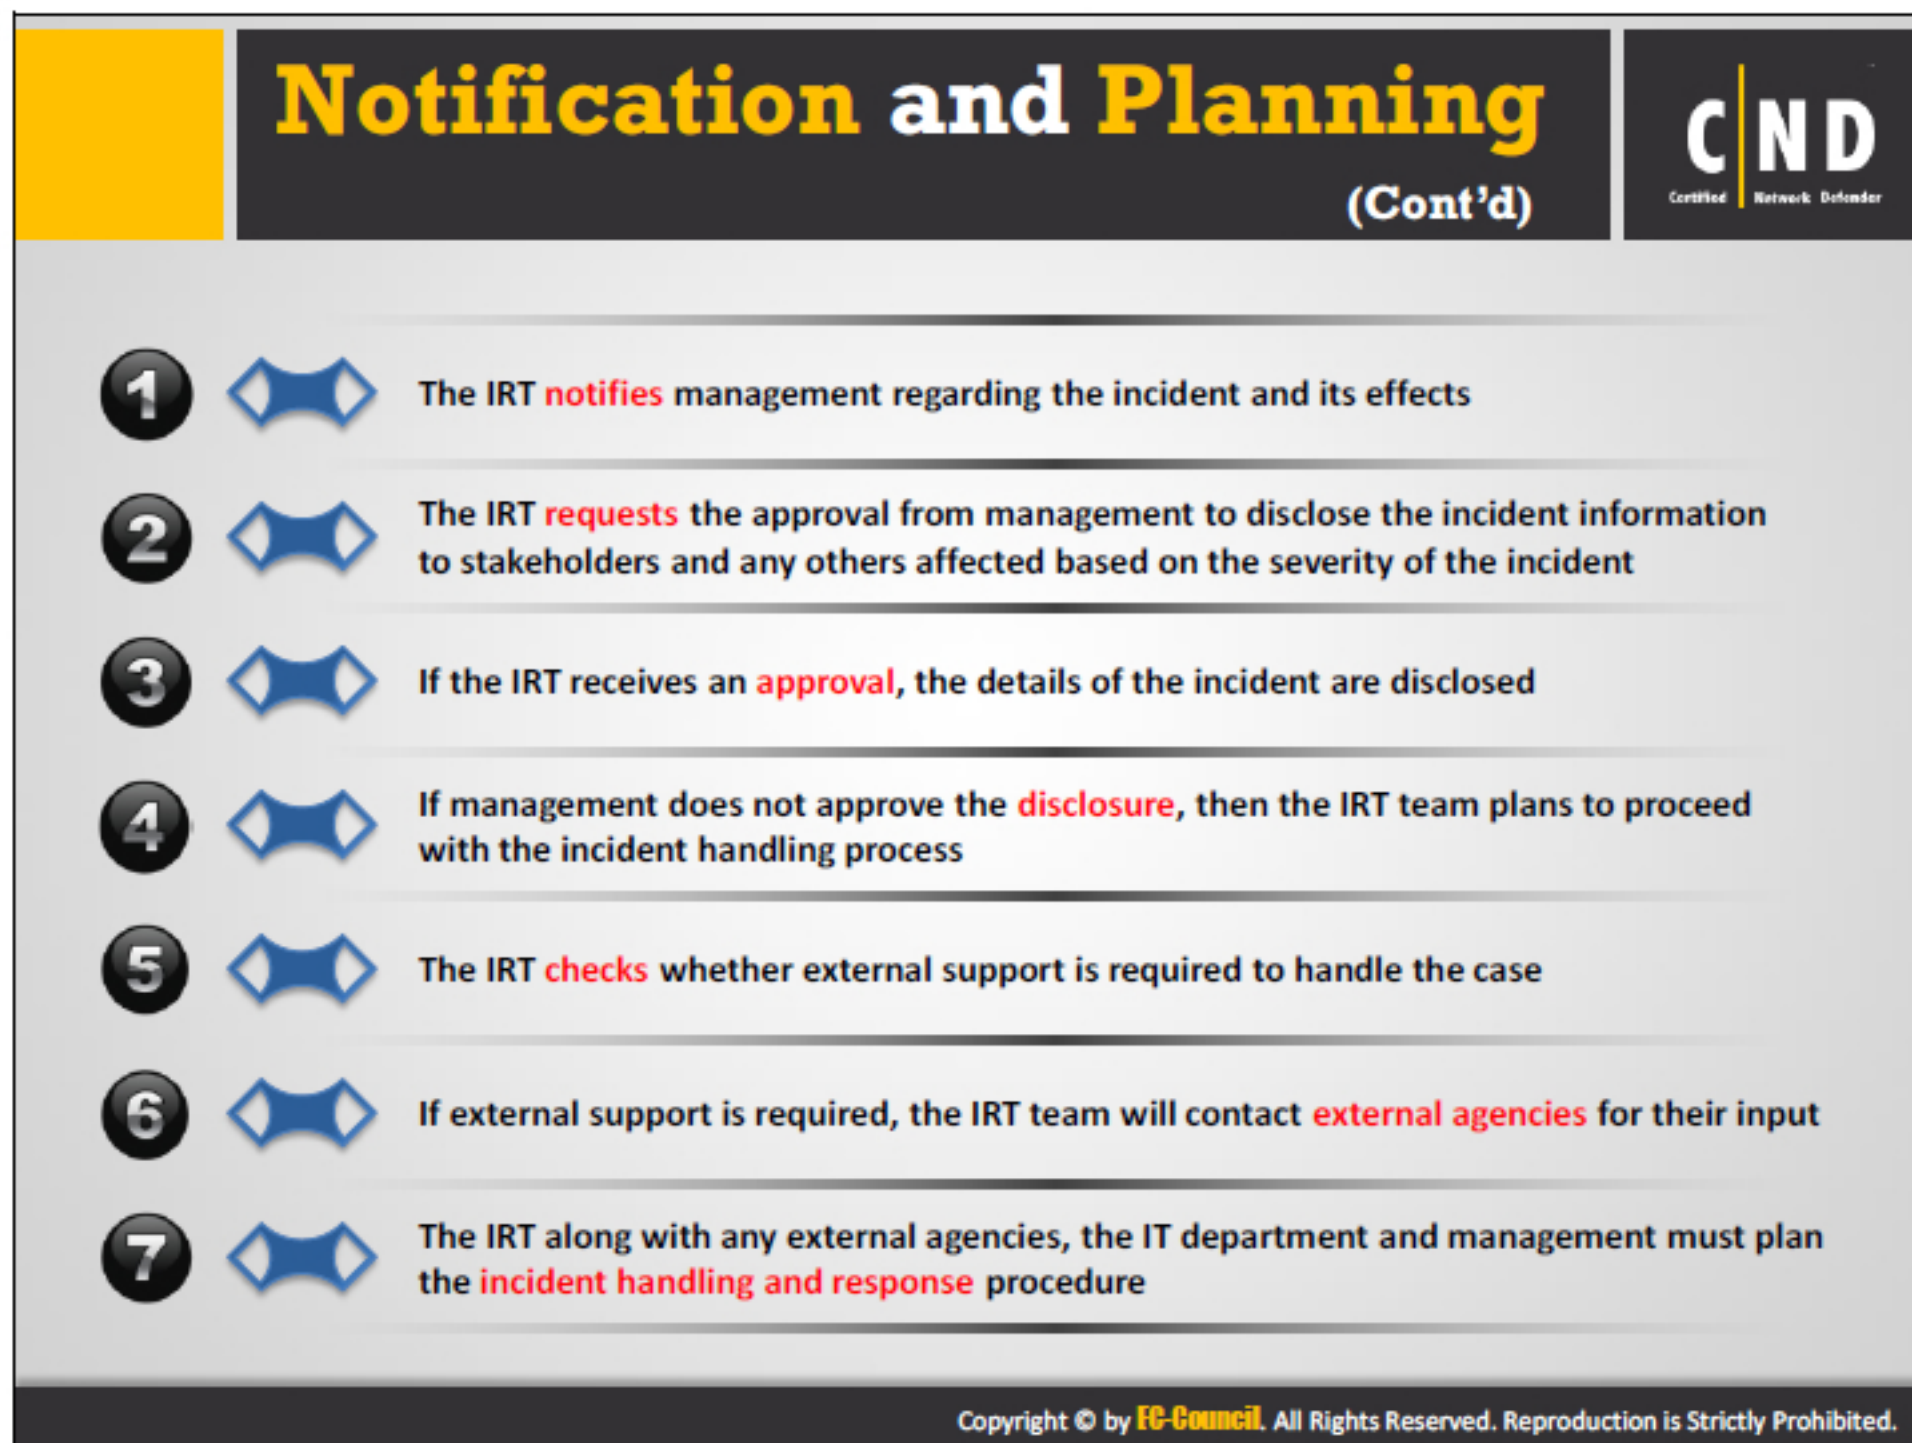 Notification and Planning
(Cont'd)
C|ND
Certified Network Defender
1
The IRT notifies management regarding the incident and its effects
2
The IRT requests the approval from management to disclose the incident information
to stakeholders and any others affected based on the severity of the incident
3
If the IRT receives an approval, the details of the incident are disclosed
4
If management does not approve the disclosure, then the IRT team plans to proceed
with the incident handling process
5
The IRT checks whether external support is required to handle the case
6
If external support is required, the IRT team will contact external agencies for their input
7
The IRT along with any external agencies, the IT department and management must plan
the incident handling and response procedure
Copyright © by EC-Council. All Rights Reserved. Reproduction is Strictly Prohibited.